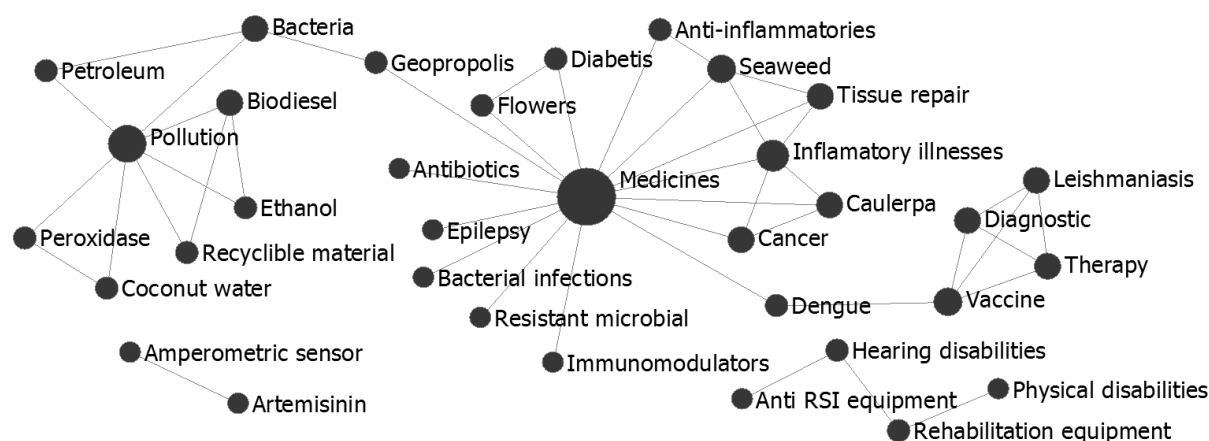 Bacteria
Anti-inflammatories
Petroleum
Geopropolis
Diabetis
Seaweed
Biodiesel
Flowers
Tissue repair
Pollution
Antibiotics
Medicines
Inflamatory illnesses
Leishmaniasis
Ethanol
Epilepsy
Caulerpa
Diagnostic
Peroxidase
Recyclible material
Cancer
Therapy
Coconut water
Bacterial infections
Dengue
Vaccine
Resistant microbial
Amperometric sensor
Immunomodulators
Hearing disabilities
Artemisinin
Anti RSI equipment
Physical disabilities
Rehabilitation equipment